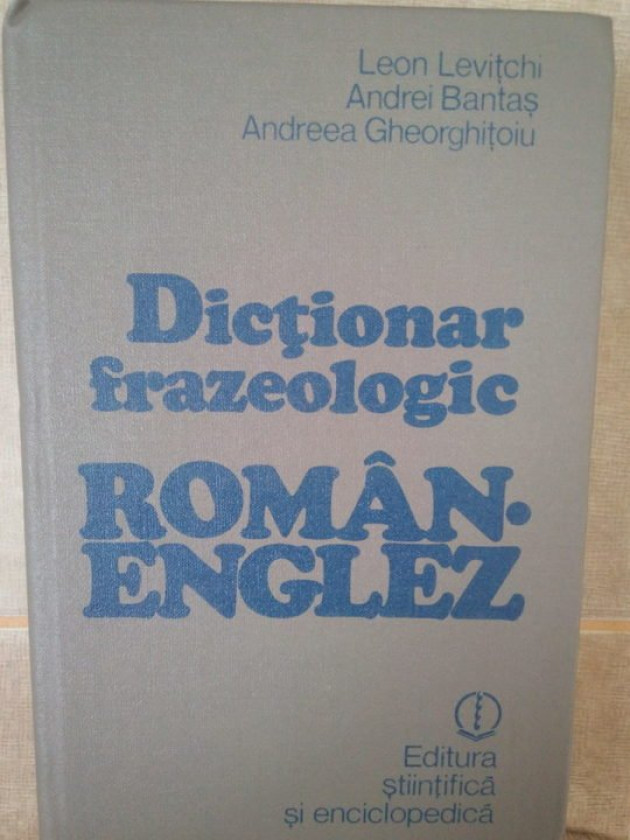 Leon Levițchi
Andrei Bantaș
Andreea Gheorghițoiu
Dicționar
frazeologic
ROMÂN-
ENGLEZ
Editura
științifică
și enciclopedică